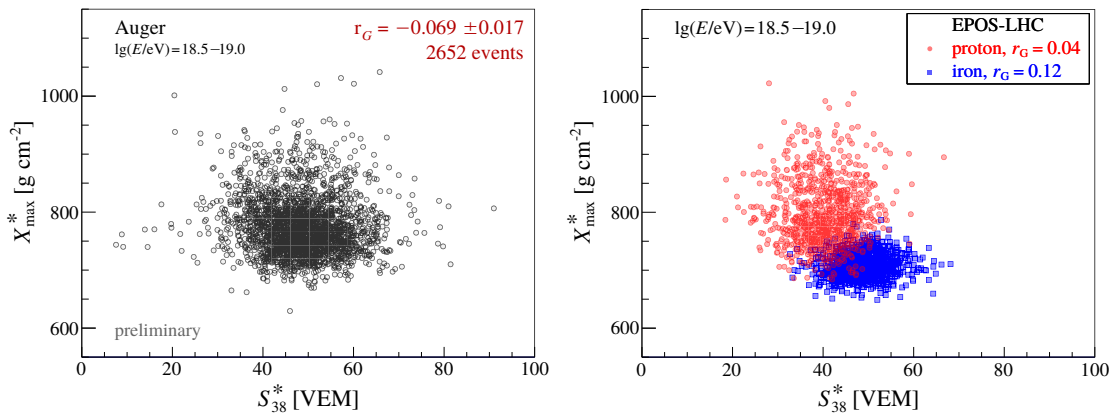 Auger
lg(E/eV)=18.5−19.0
r_G = −0.069 ±0.017
2652 events
1000
800
600
X*max [g cm-2]
preliminary
0 20 40 60 80 100
S*38 [VEM]
lg(E/eV)=18.5−19.0
EPOS-LHC
proton, r_G = 0.04
iron, r_G = 0.12
1000
800
600
X*max [g cm-2]
0 20 40 60 80 100
S*38 [VEM]